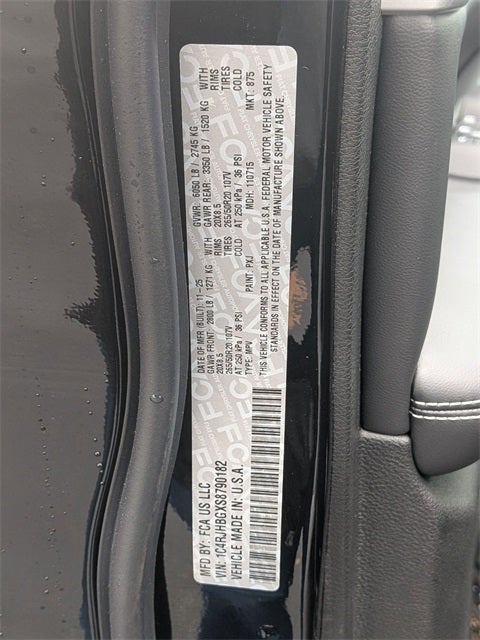 MFD BY: FCA US LLC
VIN: 1C4RJHBGXS8790182
VEHICLE MADE IN: U.S.A.
DATE OF MFR (BUILT): 11-25 GVWR: 6050 LB / 2745 KG
GAWR FRONT: 2800 LB / 1271 KG WITH GAWR REAR: 3350 LB / 1520 KG WITH
20X8.5 RIMS 20X8.5 RIMS
265/50R20 107V TIRES 265/50R20 107V TIRES
AT 250 kPa / 36 PSI COLD AT 250 kPa / 36 PSI COLD
TYPE: MPV PAINT: PXJ MDH: 110715 MKT: 875
THIS VEHICLE CONFORMS TO ALL APPLICABLE U.S.A. FEDERAL MOTOR VEHICLE SAFETY
STANDARDS IN EFFECT ON THE DATE OF MANUFACTURE SHOWN ABOVE.